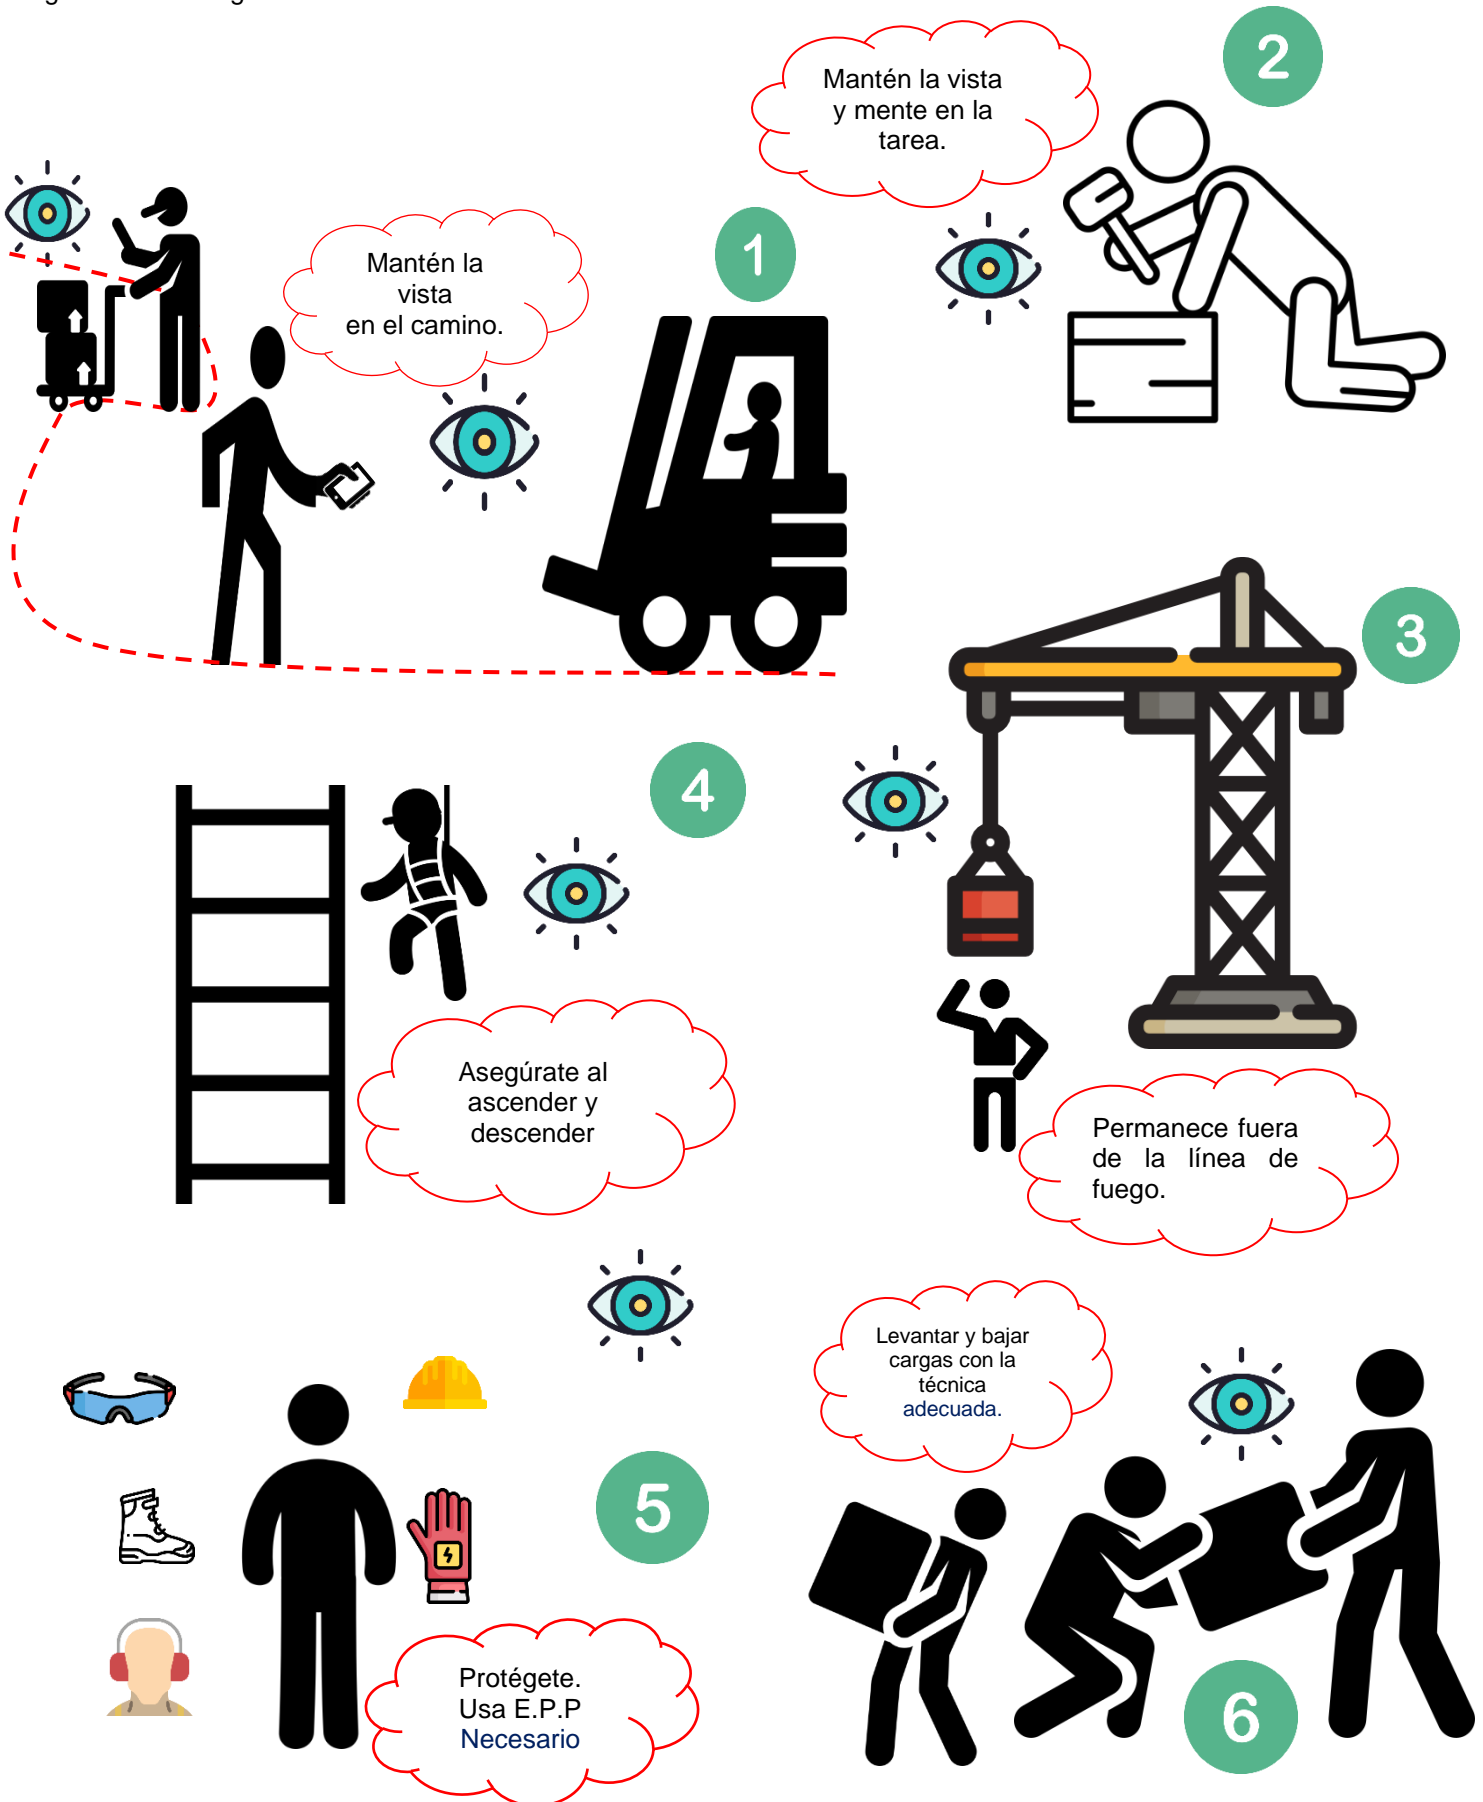 1
Mantén la
vista
en el camino.
2
Mantén la vista
y mente en la
tarea.
3
Permanece fuera
de la línea de
fuego.
4
Asegúrate al
ascender y
descender
5
Protégete.
Usa E.P.P
Necesario
6
Levantar y bajar
cargas con la
técnica
adecuada.